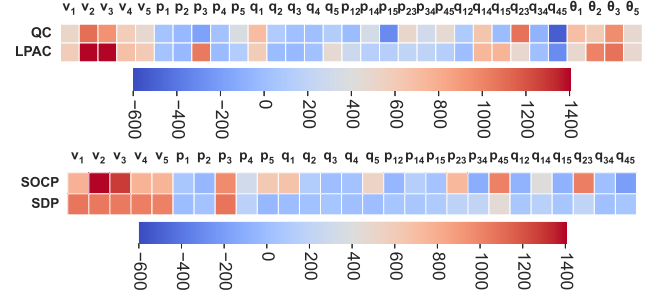 v1 v2 v3 v4 v5 p1 p2 p3 p4 p5 q1 q2 q3 q4 q5 p12 p14 p15 p23 p34 p45 q12 q14 q15 q23 q34 q45 θ1 θ2 θ3 θ5
QC
LPAC
-600 -400 -200 0 200 400 600 800 1000 1200 1400
v1 v2 v3 v4 v5 p1 p2 p3 p4 p5 q1 q2 q3 q4 q5 p12 p14 p15 p23 p34 p45 q12 q14 q15 q23 q34 q45
SOCP
SDP
-600 -400 -200 0 200 400 600 800 1000 1200 1400